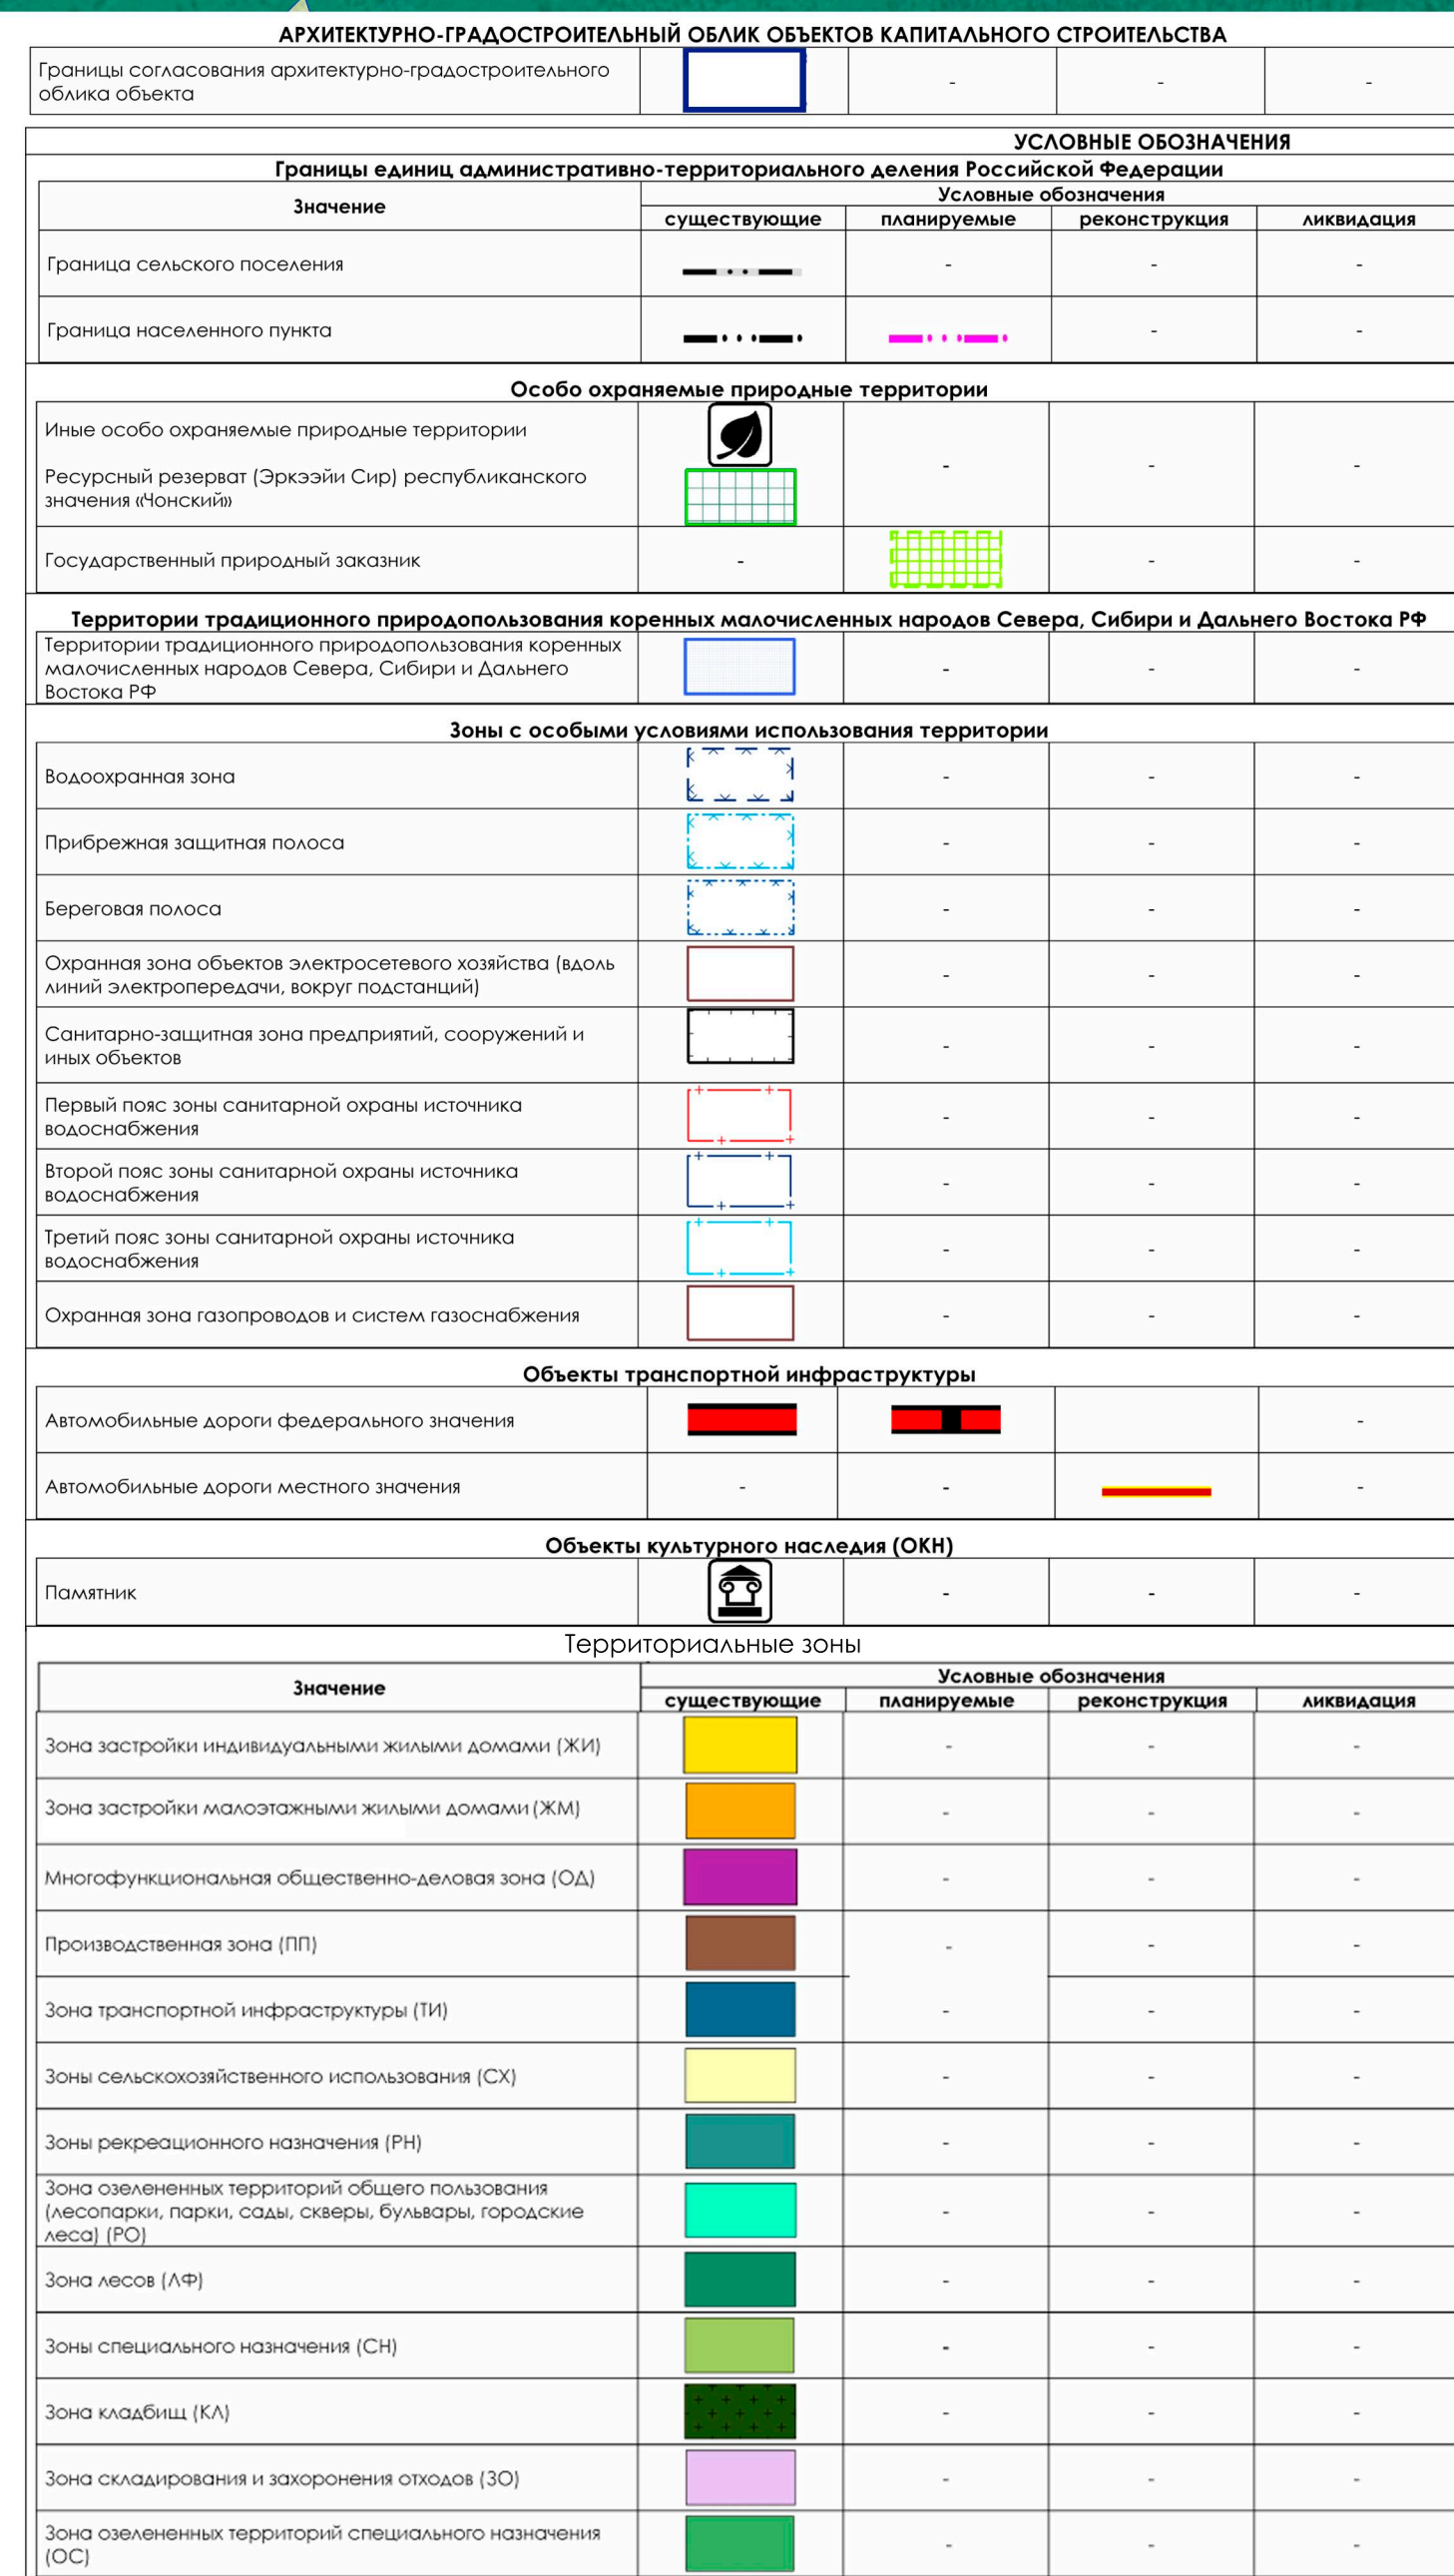 АРХИТЕКТУРНО-ГРАДОСТРОИТЕЛЬНЫЙ ОБЛИК ОБЪЕКТОВ КАПИТАЛЬНОГО СТРОИТЕЛЬСТВА
Границы согласования архитектурно-градостроительного
облика объекта - - -
УСЛОВНЫЕ ОБОЗНАЧЕНИЯ
Границы единиц административно-территориального деления Российской Федерации
Значение Условные обозначения
существующие планируемые реконструкция ликвидация
Граница сельского поселения - - -
Граница населенного пункта - -
Особо охраняемые природные территории
Иные особо охраняемые природные территории
Ресурсный резерват (Эркээйи Сир) республиканского
значения «Чонский» - - -
Государственный природный заказник - - -
Территории традиционного природопользования коренных малочисленных народов Севера, Сибири и Дальнего Востока РФ
Территории традиционного природопользования коренных
малочисленных народов Севера, Сибири и Дальнего
Востока РФ - - -
Зоны с особыми условиями использования территории
Водоохранная зона - - -
Прибрежная защитная полоса - - -
Береговая полоса - - -
Охранная зона объектов электросетевого хозяйства (вдоль
линий электропередачи, вокруг подстанций) - - -
Санитарно-защитная зона предприятий, сооружений и
иных объектов - - -
Первый пояс зоны санитарной охраны источника
водоснабжения - - -
Второй пояс зоны санитарной охраны источника
водоснабжения - - -
Третий пояс зоны санитарной охраны источника
водоснабжения - - -
Охранная зона газопроводов и систем газоснабжения - - -
Объекты транспортной инфраструктуры
Автомобильные дороги федерального значения -
Автомобильные дороги местного значения - - -
Объекты культурного наследия (ОКН)
Памятник - - -
Территориальные зоны
Значение Условные обозначения
существующие планируемые реконструкция ликвидация
Зона застройки индивидуальными жилыми домами (ЖИ) - - -
Зона застройки малоэтажными жилыми домами (ЖМ) - - -
Многофункциональная общественно-деловая зона (ОД) - - -
Производственная зона (ПП) - - -
Зона транспортной инфраструктуры (ТИ) - - -
Зоны сельскохозяйственного использования (СХ) - - -
Зоны рекреационного назначения (РН) - - -
Зона озелененных территорий общего пользования
(лесопарки, парки, сады, скверы, бульвары, городские
леса) (РО) - - -
Зона лесов (ЛФ) - - -
Зоны специального назначения (СН) - - -
Зона кладбищ (КЛ) - - -
Зона складирования и захоронения отходов (ЗО) - - -
Зона озелененных территорий специального назначения
(ОС) - - -